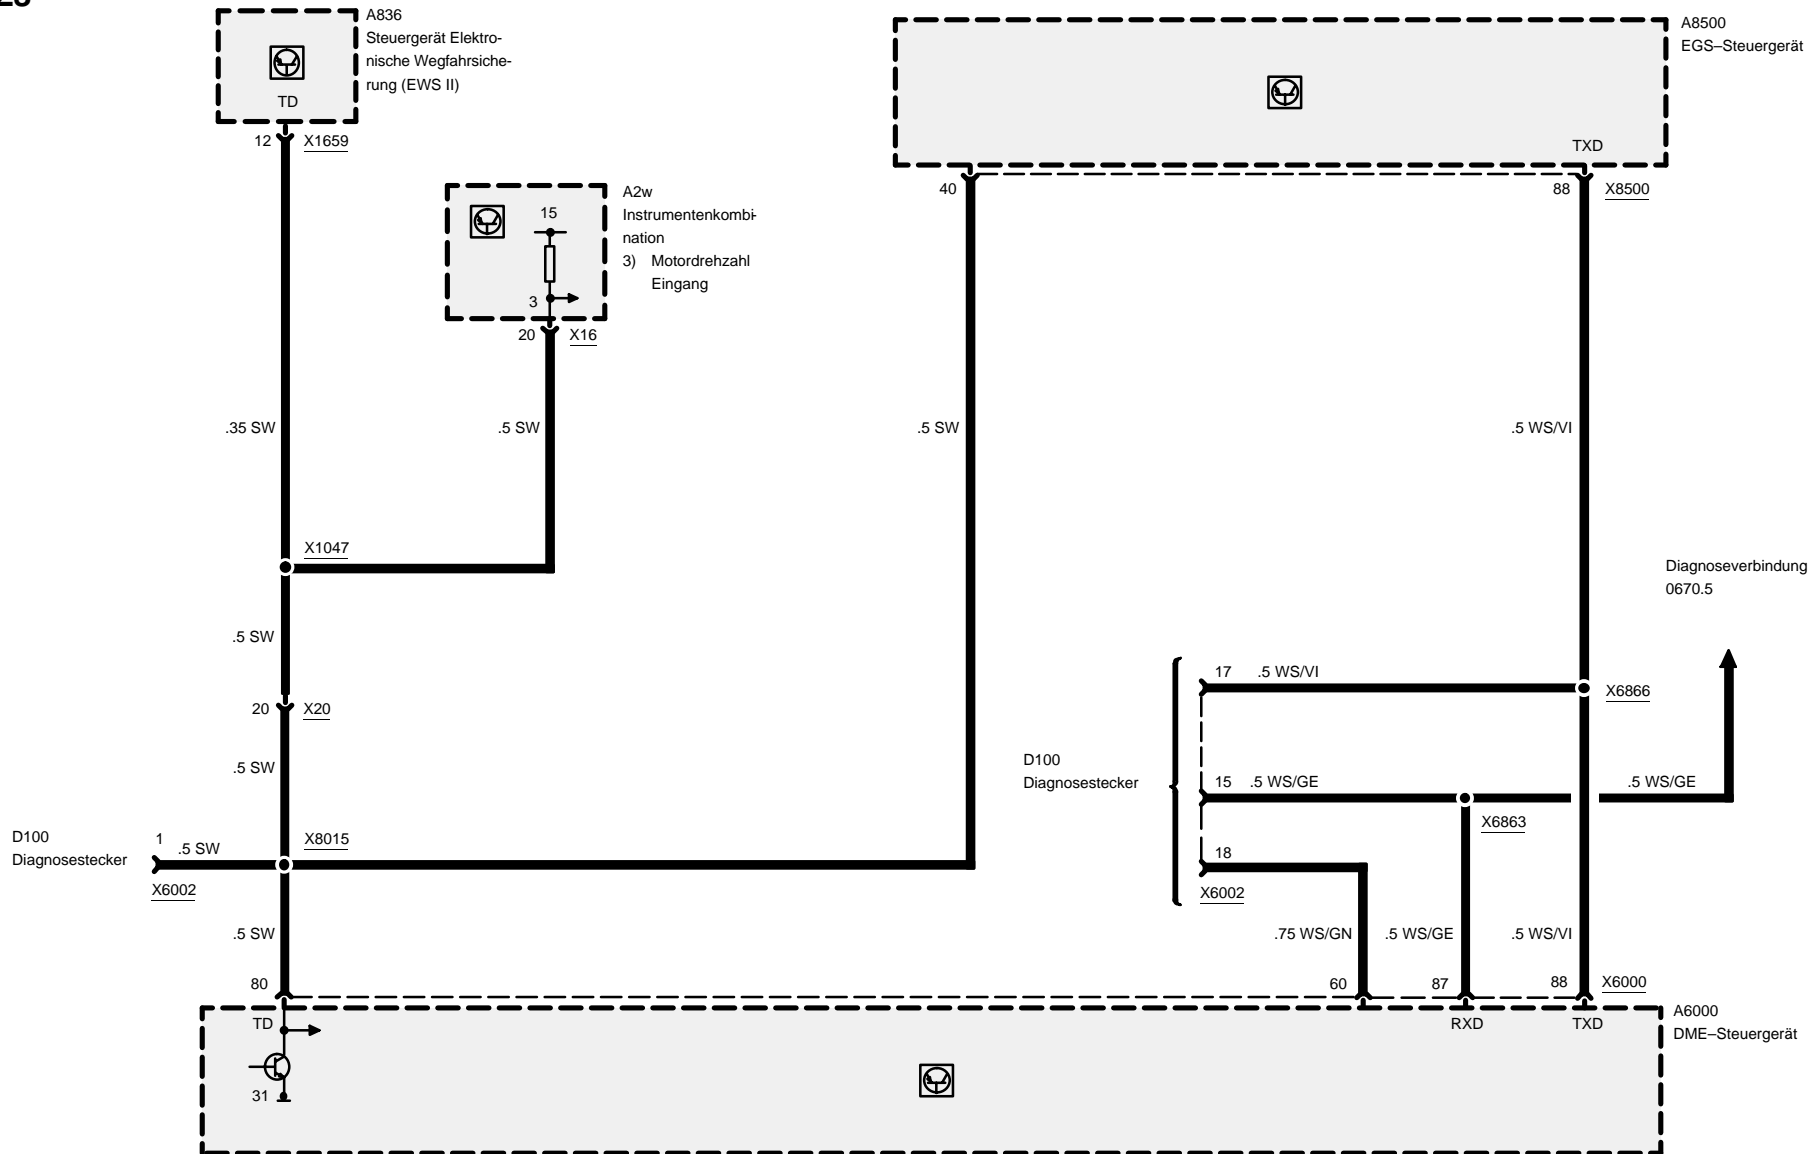 A836
Steuergerät Elektro-
nische Wegfahrsiche-
rung (EWS II)
TD
12
X1659
A8500
EGS–Steuergerät
TXD
40
88
X8500
A2w
Instrumentenkombi-
nation
3) Motordrehzahl
Eingang
15
3
20
X16
.35 SW
.5 SW
.5 SW
.5 WS/VI
X1047
Diagnoseverbindung
0670.5
.5 SW
17
.5 WS/VI
X6866
20
X20
.5 SW
D100
Diagnosestecker
15
.5 WS/GE
.5 WS/GE
X6863
D100
Diagnosestecker
1
.5 SW
X8015
X6002
18
X6002
.5 SW
.75 WS/GN
.5 WS/GE
.5 WS/VI
80
60
87
88
X6000
A6000
DME–Steuergerät
TD
RXD
TXD
31